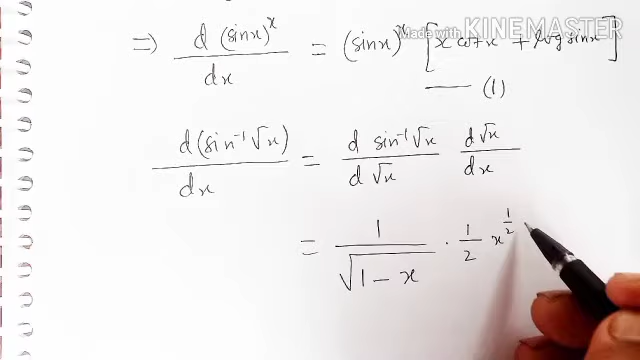 Made with KINEMASTER
⇒ d (sinx)^x / dx = (sinx)^x [x cotx + log sinx]
—— (1)
d(sin⁻¹√x) / dx = d sin⁻¹√x / d√x d√x / dx
= 1 / √(1 − x) · 1/2 x^(1/2)